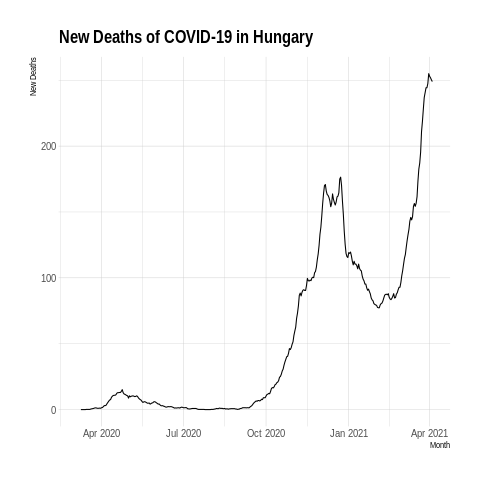 New Deaths of COVID-19 in Hungary
New Deaths
200
100
0
Apr 2020 Jul 2020 Oct 2020 Jan 2021 Apr 2021
Month